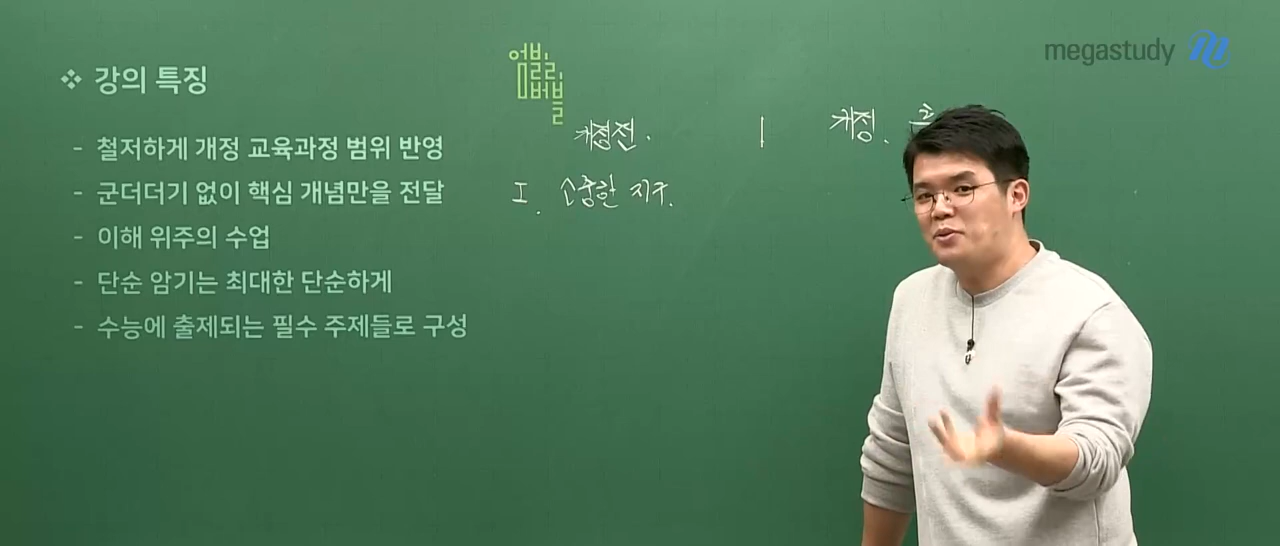 ❖ 강의 특징
- 철저하게 개정 교육과정 범위 반영
- 군더더기 없이 핵심 개념만을 전달
- 이해 위주의 수업
- 단순 암기는 최대한 단순하게
- 수능에 출제되는 필수 주제들로 구성
개정전.
개정.
I. 소중한 지구.
megastudy